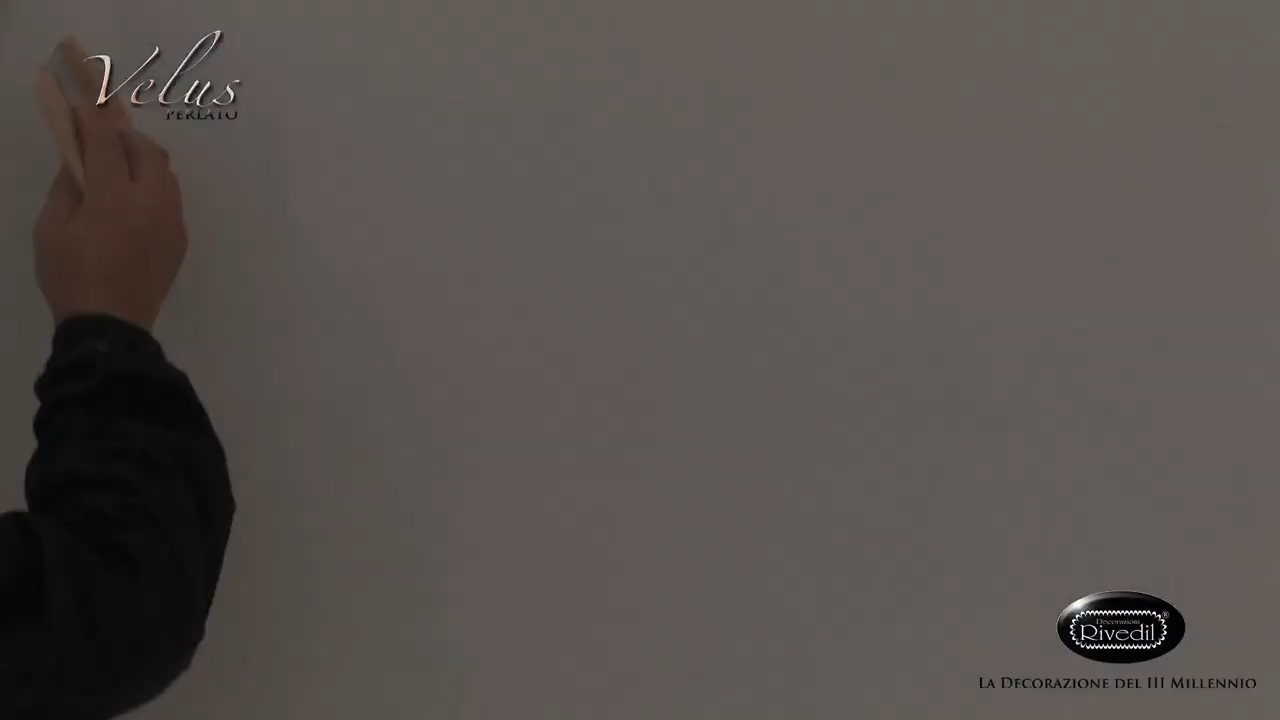 Velus
PERLATO
Decorazioni
Rivedil®
La Decorazione del III Millennio